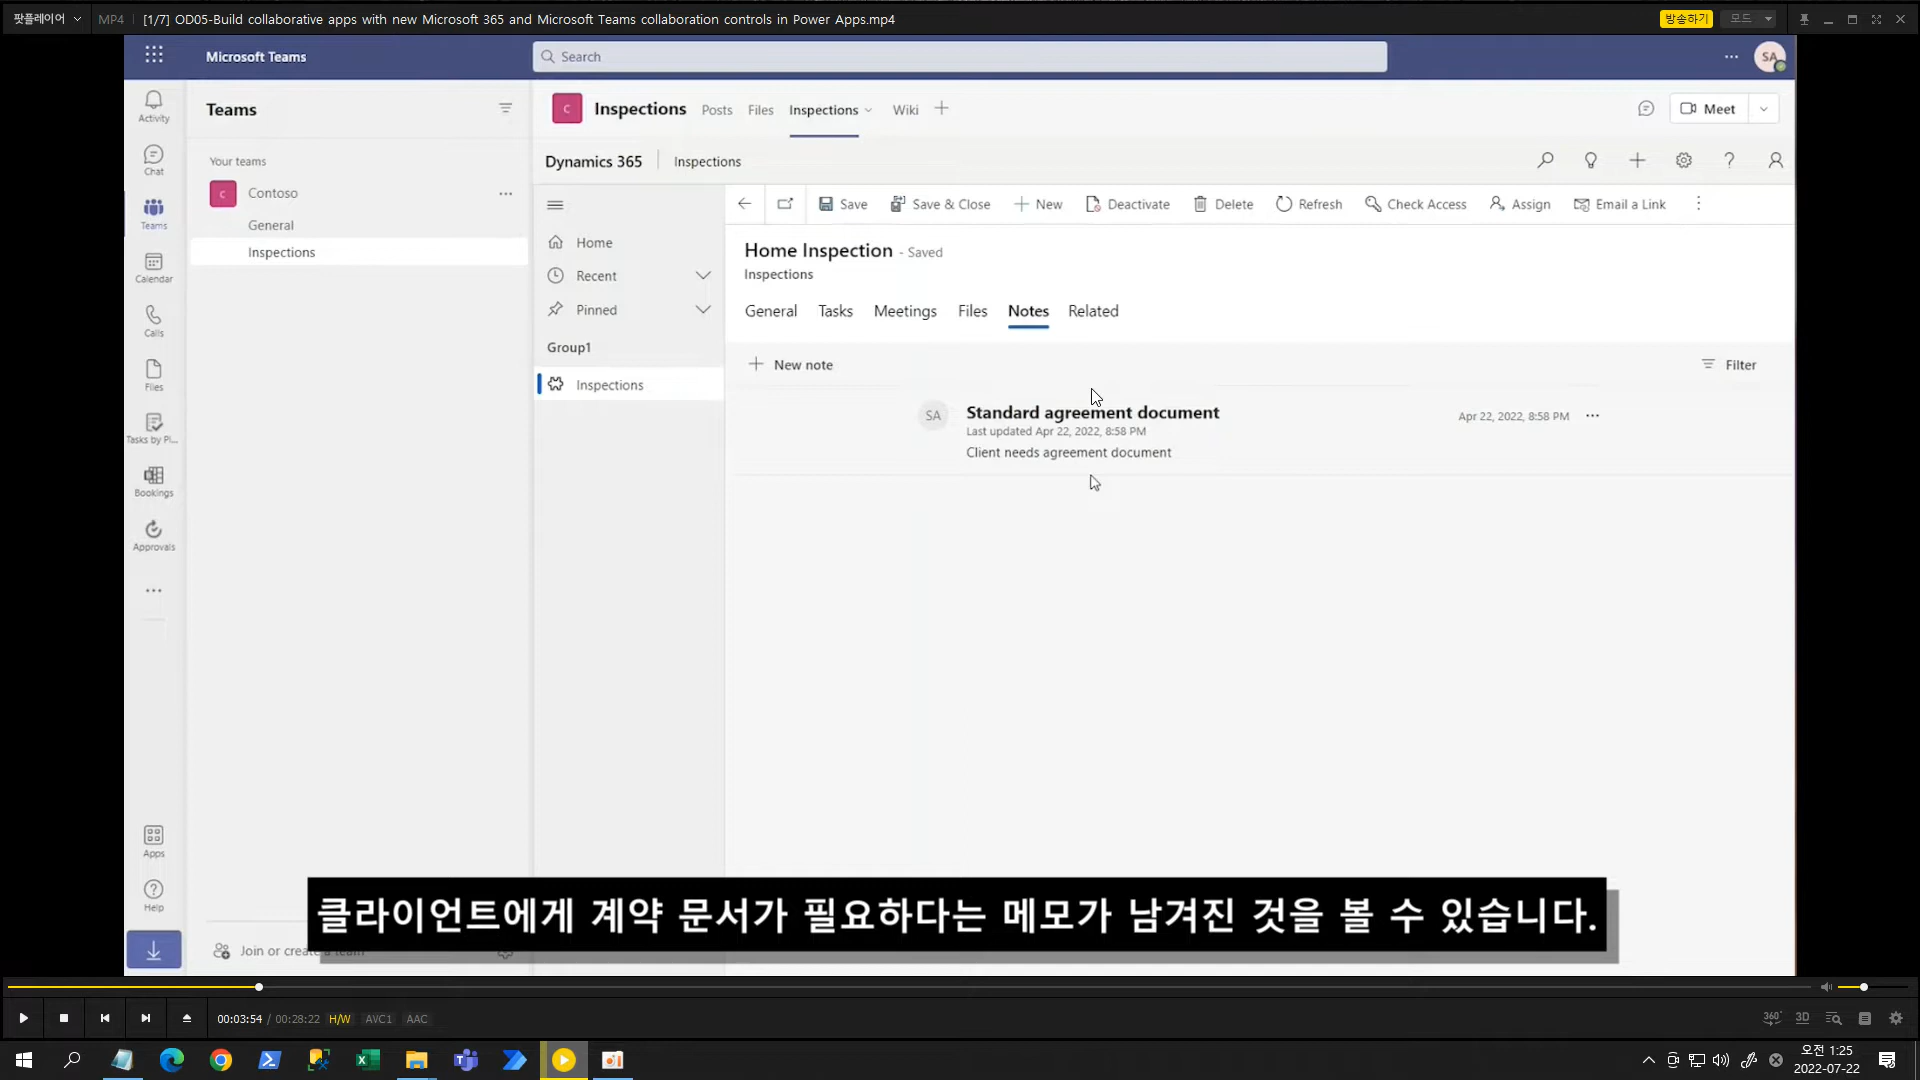 팟플레이어
MP4
[1/7] OD05-Build collaborative apps with new Microsoft 365 and Microsoft Teams collaboration controls in Power Apps.mp4
방송하기
모드
Microsoft Teams
Search
SA
Activity
Chat
Teams
Calendar
Calls
Files
Tasks by Pl...
Bookings
Approvals
Apps
Help
Teams
Your teams
C
Contoso
General
Inspections
Join or create a team
C
Inspections
Posts
Files
Inspections
Wiki
Meet
Dynamics 365
Inspections
Home
Recent
Pinned
Group1
Inspections
Save
Save & Close
New
Deactivate
Delete
Refresh
Check Access
Assign
Email a Link
Home Inspection - Saved
Inspections
General
Tasks
Meetings
Files
Notes
Related
New note
Filter
SA
Standard agreement document
Last updated Apr 22, 2022, 8:58 PM
Client needs agreement document
Apr 22, 2022, 8:58 PM
클라이언트에게 계약 문서가 필요하다는 메모가 남겨진 것을 볼 수 있습니다.
00:03:54 / 00:28:22 H/W AVC1 AAC
360°
3D
오전 1:25
2022-07-22